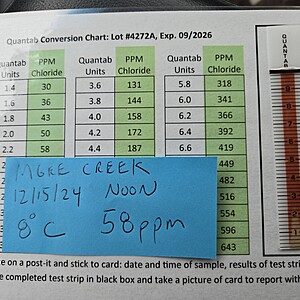 Quantab Conversion Chart: Lot #4272A, Exp. 09/2026
Quantab Units PPM Chloride Quantab Units PPM Chloride Quantab Units PPM Chloride
1.4 30 3.6 131 5.8 318
1.6 36 3.8 144 6.0 341
1.8 43 4.0 158 6.2 366
2.0 50 4.2 172 6.4 392
2.2 58 4.4 187 6.6 419
449
482
516
554
596
643
MGRE CREEK
12/15/24 NOON
8°C 58ppm
e on a post-it and stick to card: date and time of sample, results of test strip
e completed test strip in black box and take a picture of card to report with
QUANTAB